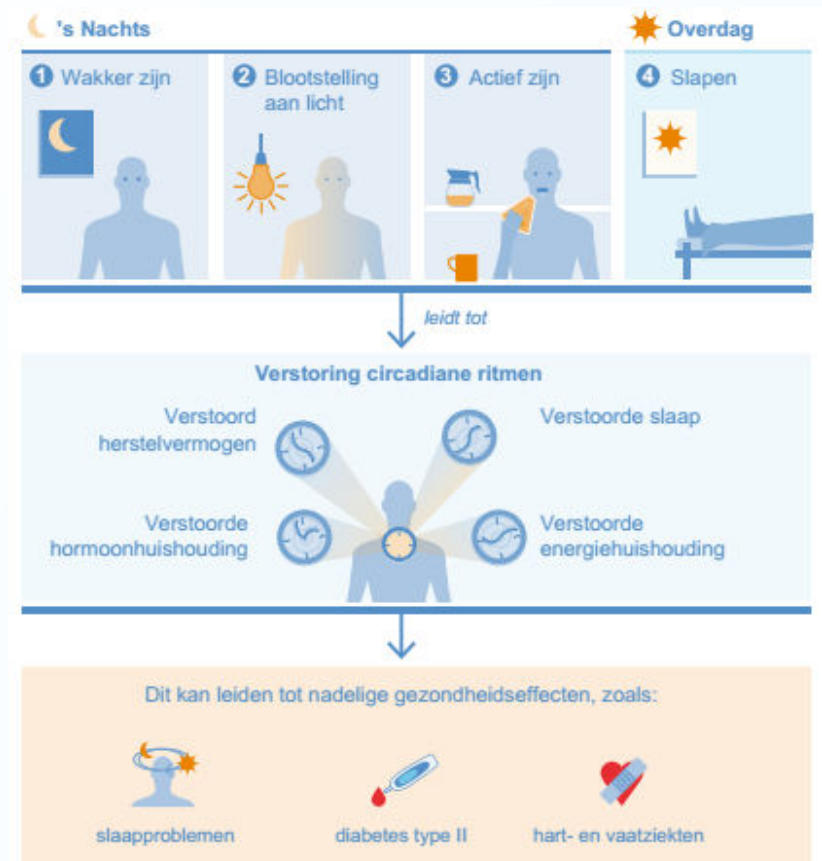 's Nachts
Overdag
1 Wakker zijn
2 Blootstelling
aan licht
3 Actief zijn
4 Slapen
leidt tot
Verstoring circadiane ritmen
Verstoord
herstelvermogen
Verstoorde slaap
Verstoorde
hormoonhuishouding
Verstoorde
energiehuishouding
Dit kan leiden tot nadelige gezondheidseffecten, zoals:
slaapproblemen
diabetes type II
hart- en vaatziekten